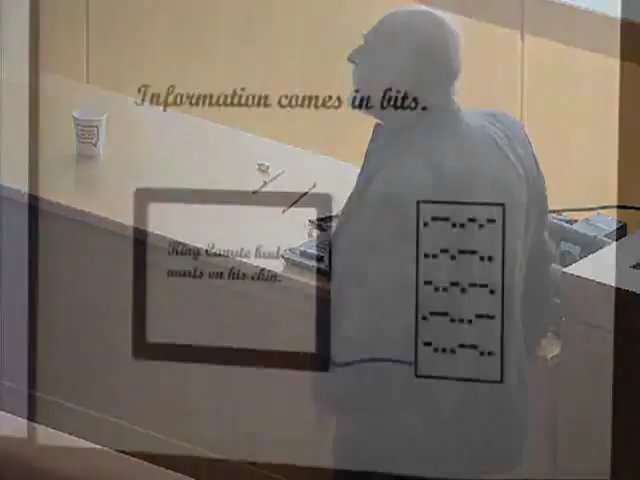 Information comes in bits.
King Canute had
warts on his chin.